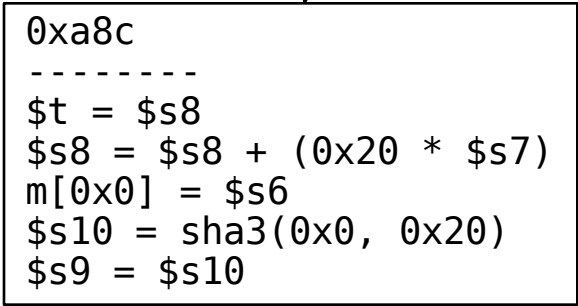 0xa8c
--------
$t = $s8
$s8 = $s8 + (0x20 * $s7)
m[0x0] = $s6
$s10 = sha3(0x0, 0x20)
$s9 = $s10